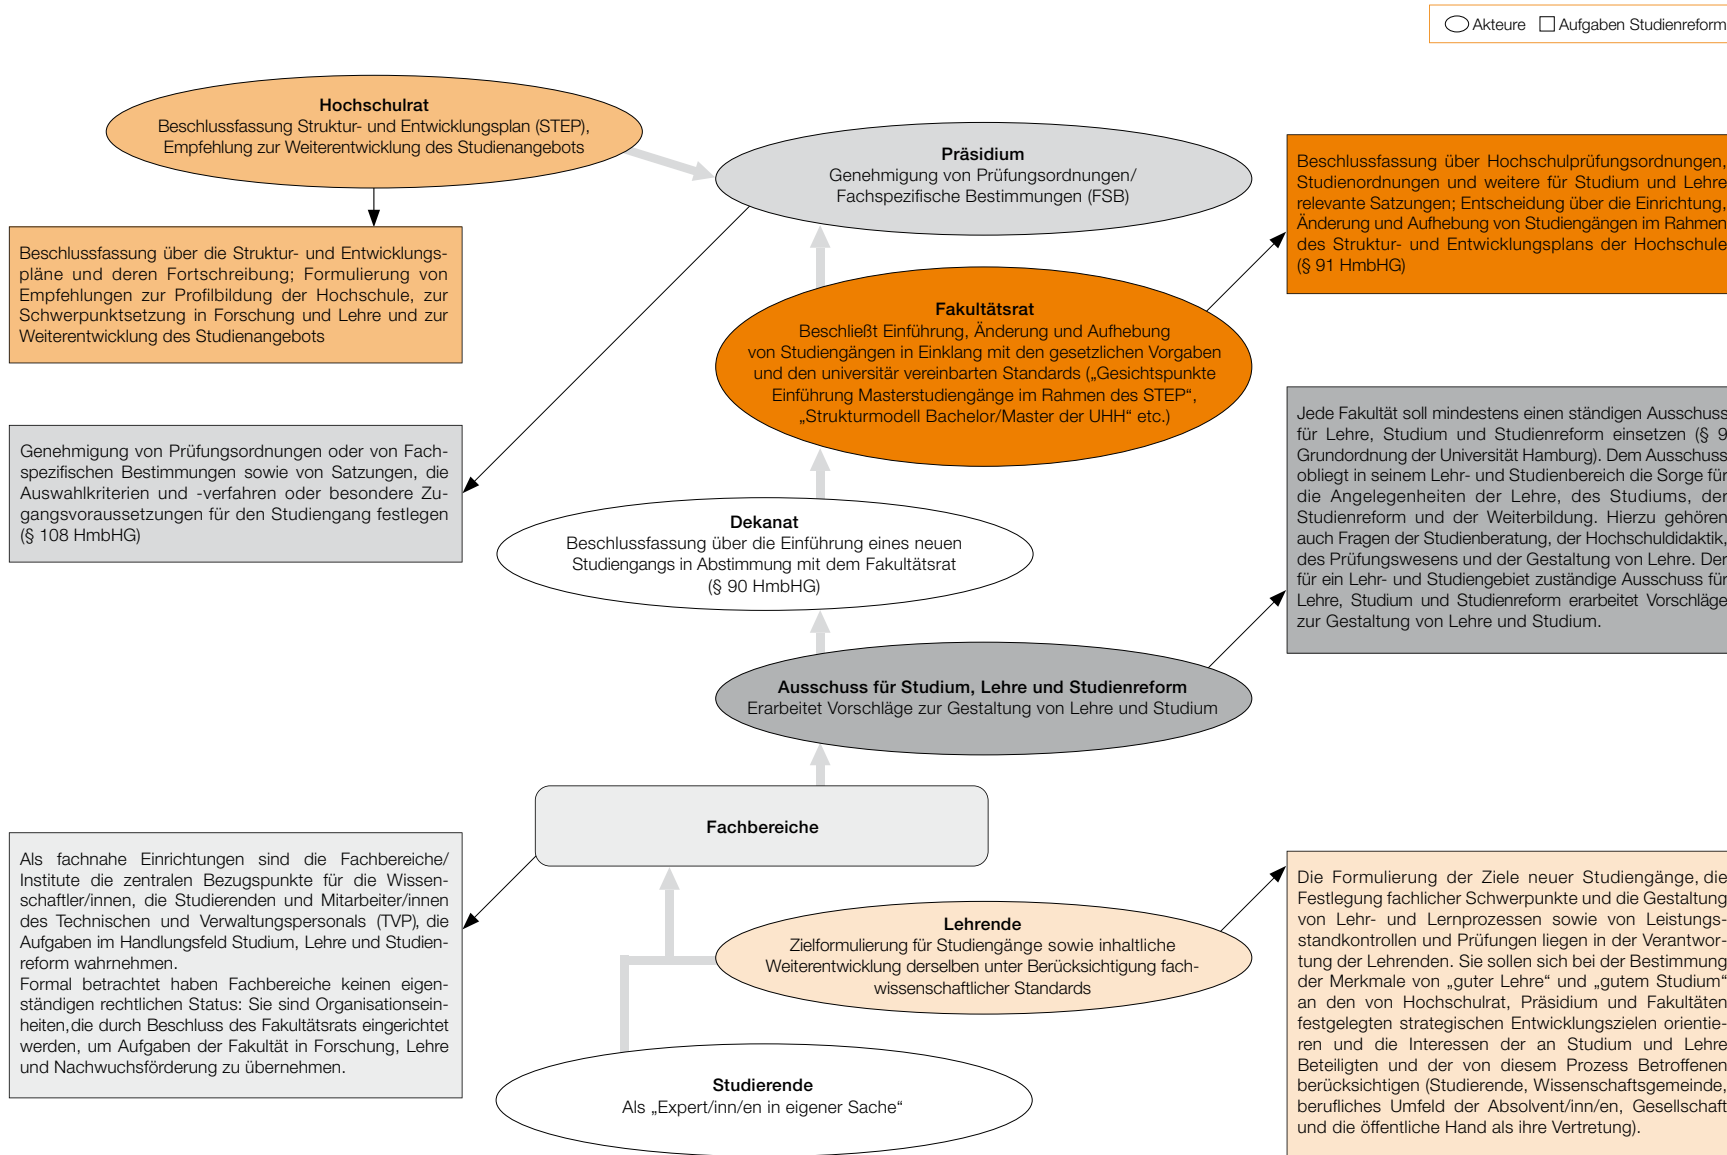 Akteure
Aufgaben Studienreform
Hochschulrat
Beschlussfassung Struktur- und Entwicklungsplan (STEP),
Empfehlung zur Weiterentwicklung des Studienangebots
Präsidium
Genehmigung von Prüfungsordnungen/
Fachspezifische Bestimmungen (FSB)
Beschlussfassung über Hochschulprüfungsordnungen,
Studienordnungen und weitere für Studium und Lehre
relevante Satzungen; Entscheidung über die Einrichtung,
Änderung und Aufhebung von Studiengängen im Rahmen
des Struktur- und Entwicklungsplans der Hochschule
(§ 91 HmbHG)
Beschlussfassung über die Struktur- und Entwicklungs-
pläne und deren Fortschreibung; Formulierung von
Empfehlungen zur Profilbildung der Hochschule, zur
Schwerpunktsetzung in Forschung und Lehre und zur
Weiterentwicklung des Studienangebots
Fakultätsrat
Beschließt Einführung, Änderung und Aufhebung
von Studiengängen in Einklang mit den gesetzlichen Vorgaben
und den universitär vereinbarten Standards („Gesichtspunkte
Einführung Masterstudiengänge im Rahmen des STEP“,
„Strukturmodell Bachelor/Master der UHH“ etc.)
Genehmigung von Prüfungsordnungen oder von Fach-
spezifischen Bestimmungen sowie von Satzungen, die
Auswahlkriterien und -verfahren oder besondere Zu-
gangsvoraussetzungen für den Studiengang festlegen
(§ 108 HmbHG)
Jede Fakultät soll mindestens einen ständigen Ausschuss
für Lehre, Studium und Studienreform einsetzen (§ 9
Grundordnung der Universität Hamburg). Dem Ausschuss
obliegt in seinem Lehr- und Studienbereich die Sorge für
die Angelegenheiten der Lehre, des Studiums, der
Studienreform und der Weiterbildung. Hierzu gehören
auch Fragen der Studienberatung, der Hochschuldidaktik,
des Prüfungswesens und der Gestaltung von Lehre. Der
für ein Lehr- und Studiengebiet zuständige Ausschuss für
Lehre, Studium und Studienreform erarbeitet Vorschläge
zur Gestaltung von Lehre und Studium.
Dekanat
Beschlussfassung über die Einführung eines neuen
Studiengangs in Abstimmung mit dem Fakultätsrat
(§ 90 HmbHG)
Ausschuss für Studium, Lehre und Studienreform
Erarbeitet Vorschläge zur Gestaltung von Lehre und Studium
Fachbereiche
Als fachnahe Einrichtungen sind die Fachbereiche/
Institute die zentralen Bezugspunkte für die Wissen-
schaftler/innen, die Studierenden und Mitarbeiter/innen
des Technischen und Verwaltungspersonals (TVP), die
Aufgaben im Handlungsfeld Studium, Lehre und Studien-
reform wahrnehmen.
Formal betrachtet haben Fachbereiche keinen eigen-
ständigen rechtlichen Status: Sie sind Organisationsein-
heiten, die durch Beschluss des Fakultätsrats eingerichtet
werden, um Aufgaben der Fakultät in Forschung, Lehre
und Nachwuchsförderung zu übernehmen.
Lehrende
Zielformulierung für Studiengänge sowie inhaltliche
Weiterentwicklung derselben unter Berücksichtigung fach-
wissenschaftlicher Standards
Die Formulierung der Ziele neuer Studiengänge, die
Festlegung fachlicher Schwerpunkte und die Gestaltung
von Lehr- und Lernprozessen sowie von Leistungs-
standkontrollen und Prüfungen liegen in der Verantwor-
tung der Lehrenden. Sie sollen sich bei der Bestimmung
der Merkmale von „guter Lehre“ und „gutem Studium“
an den von Hochschulrat, Präsidium und Fakultäten
festgelegten strategischen Entwicklungszielen orientie-
ren und die Interessen der an Studium und Lehre
Beteiligten und der von diesem Prozess Betroffenen
berücksichtigen (Studierende, Wissenschaftsgemeinde,
berufliches Umfeld der Absolvent/inn/en, Gesellschaft
und die öffentliche Hand als ihre Vertretung).
Studierende
Als „Expert/inn/en in eigener Sache“